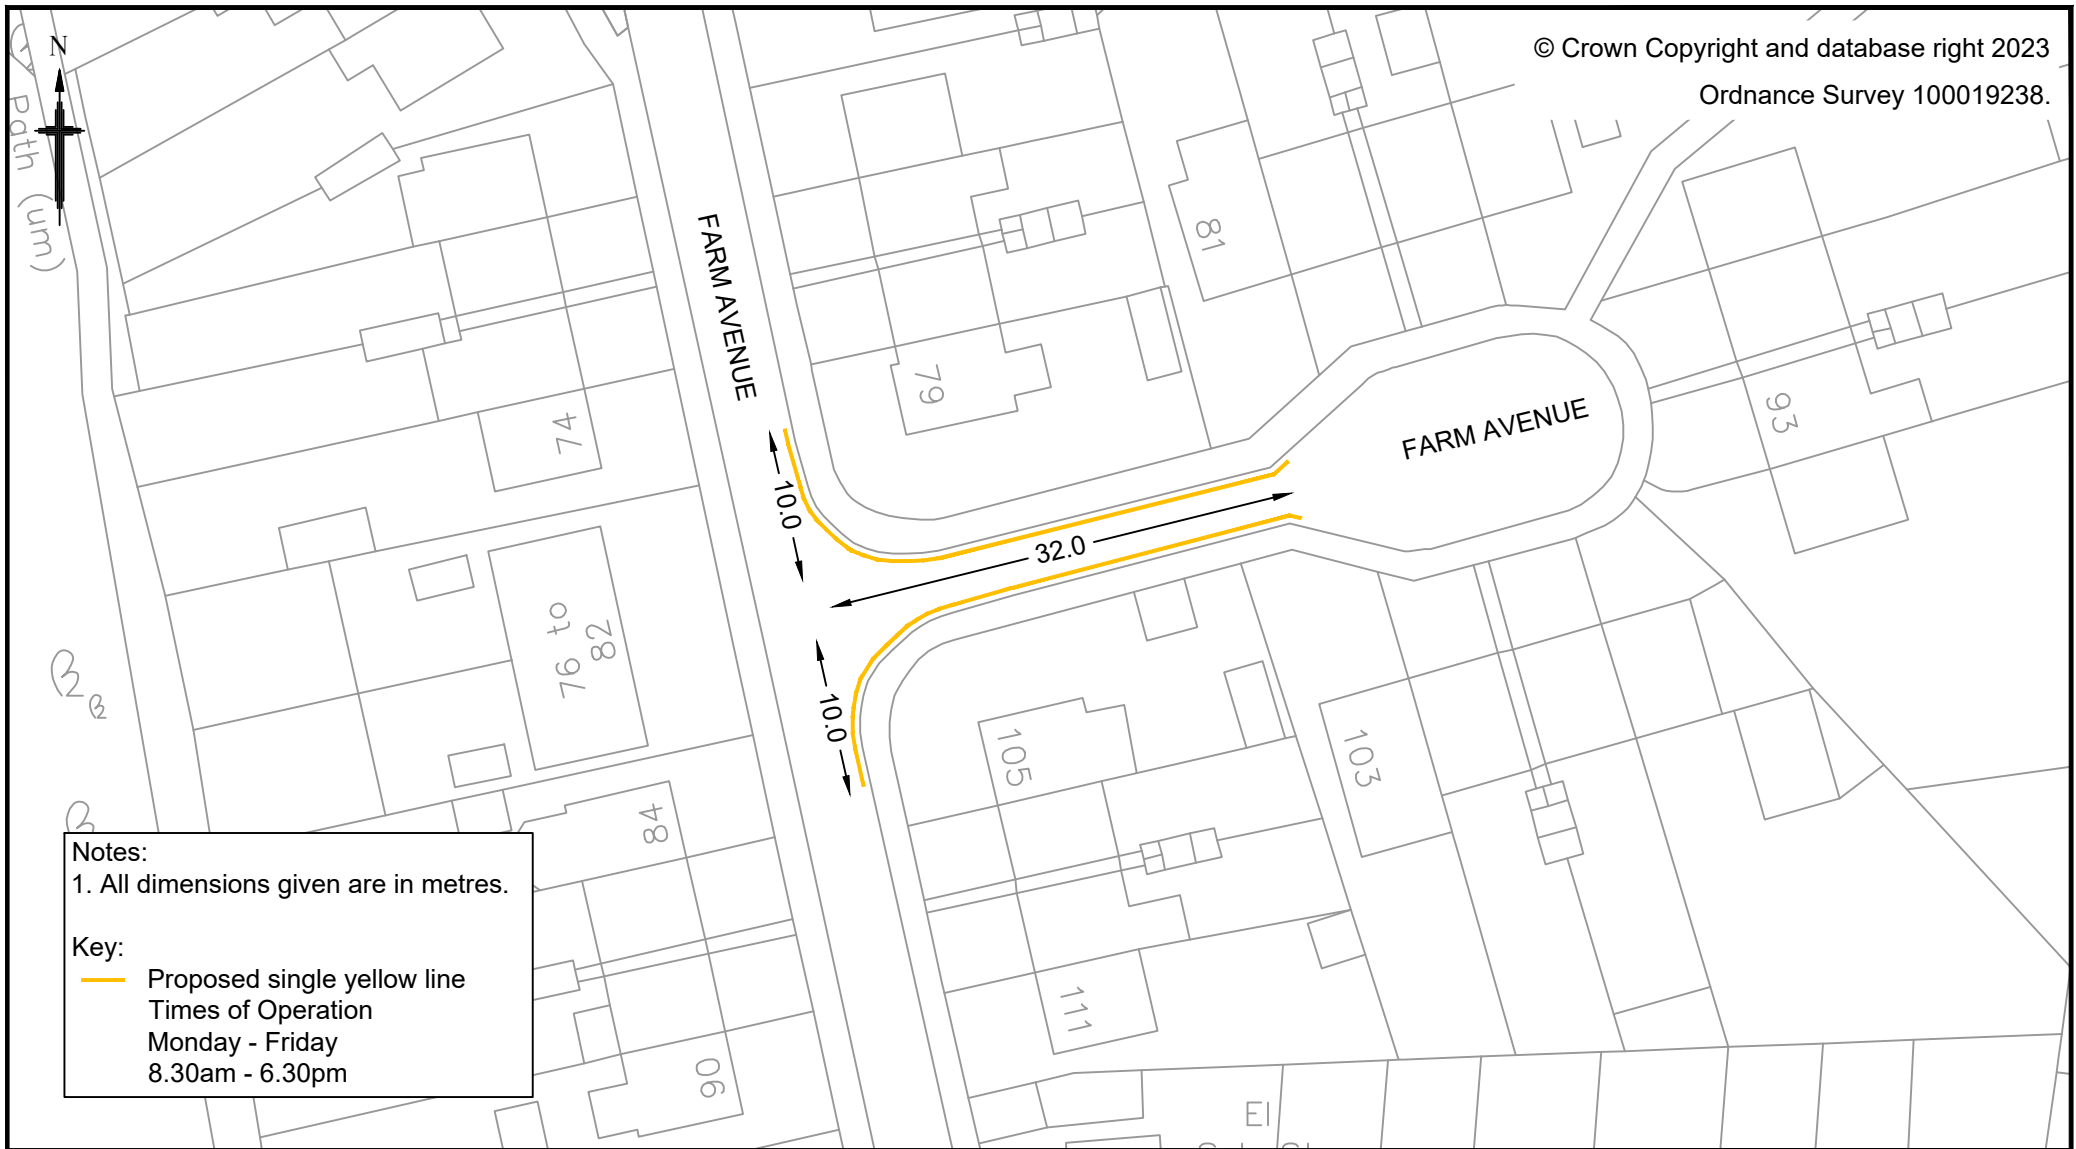 © Crown Copyright and database right 2023
Ordnance Survey 100019238.
N
Path (um)
FARM AVENUE
81
79
74
FARM AVENUE
93
10.0
32.0
76 to
82
10.0
105
103
84
111
90
El
Notes:
1. All dimensions given are in metres.
Key:
Proposed single yellow line
Times of Operation
Monday - Friday
8.30am - 6.30pm